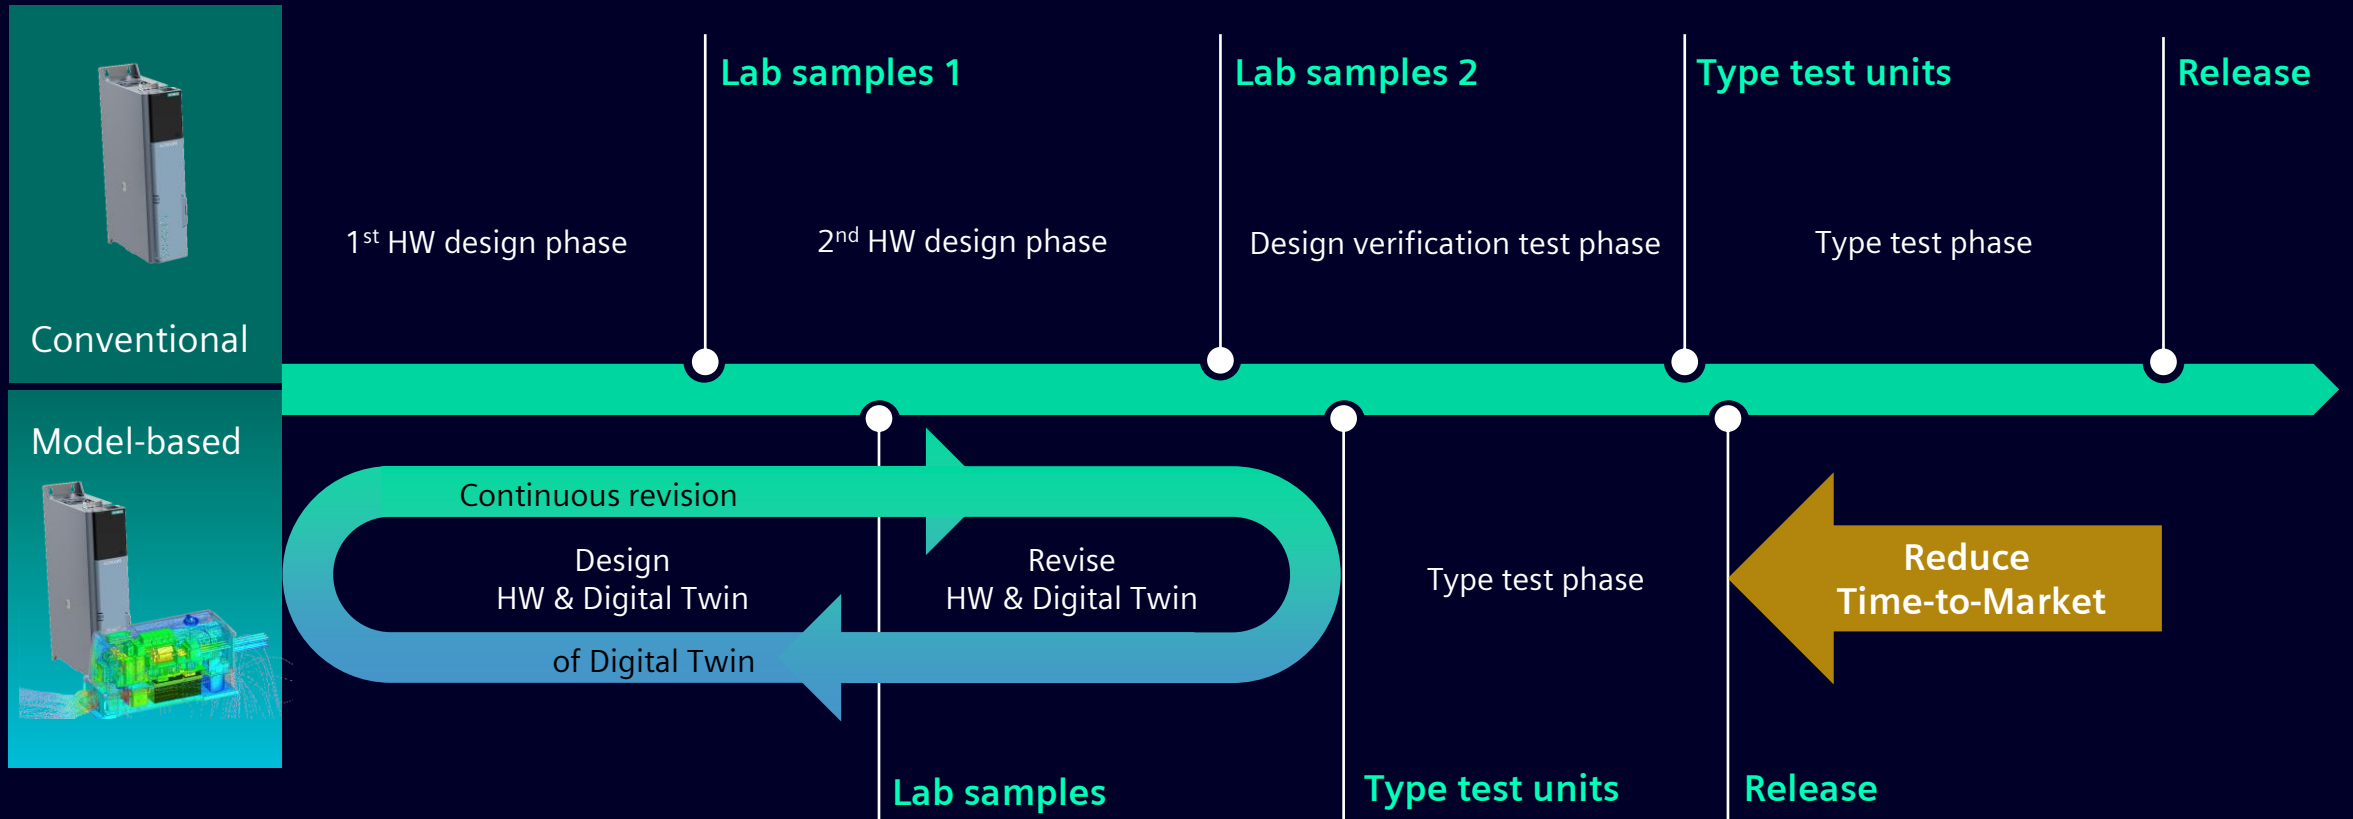 Lab samples 1
Lab samples 2
Type test units
Release
1st HW design phase
2nd HW design phase
Design verification test phase
Type test phase
Conventional
Model-based
Continuous revision
Design
HW & Digital Twin
Revise
HW & Digital Twin
of Digital Twin
Type test phase
Reduce
Time-to-Market
Lab samples
Type test units
Release